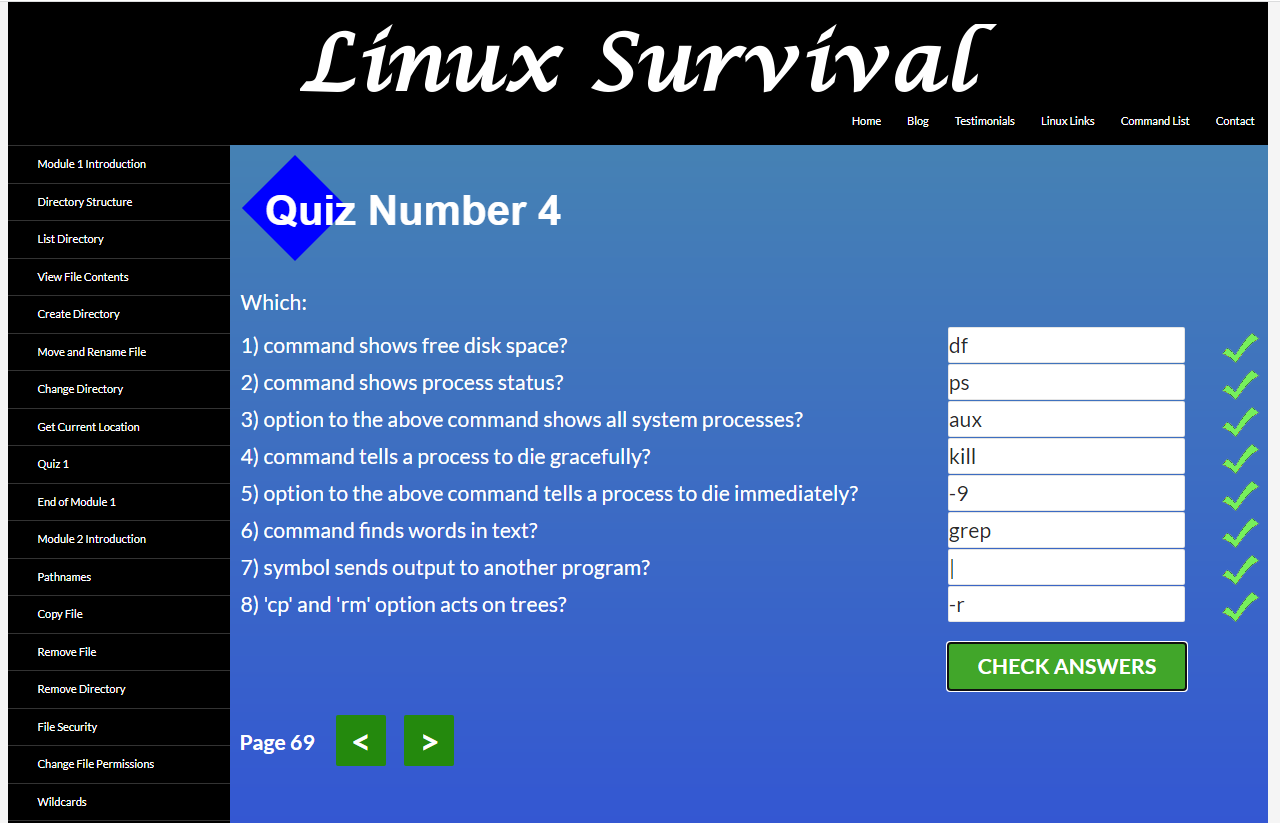 Linux Survival
Home Blog Testimonials Linux Links Command List Contact
Module 1 Introduction
Directory Structure
List Directory
View File Contents
Create Directory
Move and Rename File
Change Directory
Get Current Location
Quiz 1
End of Module 1
Module 2 Introduction
Pathnames
Copy File
Remove File
Remove Directory
File Security
Change File Permissions
Wildcards
Quiz Number 4
Which:
1) command shows free disk space? df
2) command shows process status? ps
3) option to the above command shows all system processes? aux
4) command tells a process to die gracefully? kill
5) option to the above command tells a process to die immediately? -9
6) command finds words in text? grep
7) symbol sends output to another program? |
8) 'cp' and 'rm' option acts on trees? -r
CHECK ANSWERS
Page 69 < >